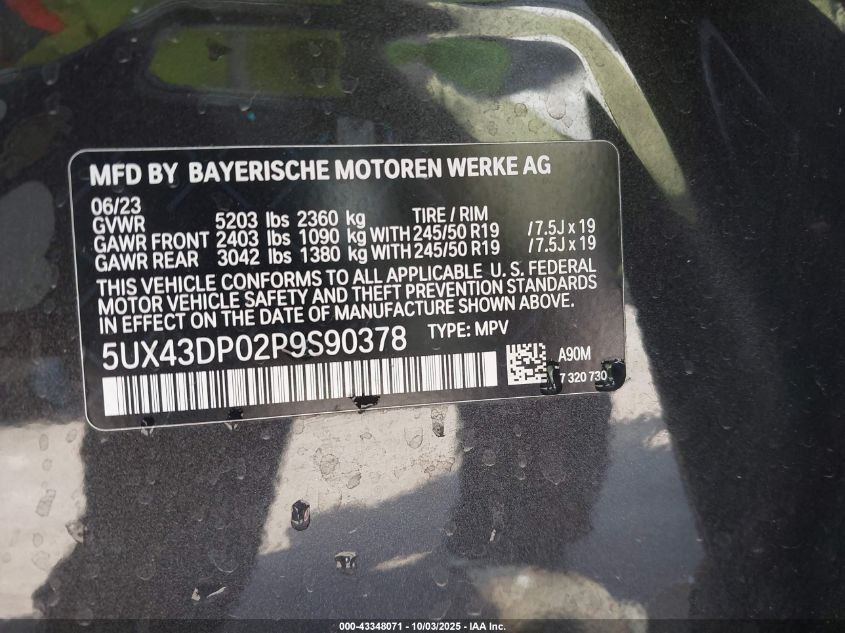 MFD BY BAYERISCHE MOTOREN WERKE AG
06/23
GVWR 5203 lbs 2360 kg TIRE / RIM
GAWR FRONT 2403 lbs 1090 kg WITH 245/50 R19 / 7.5J x 19
GAWR REAR 3042 lbs 1380 kg WITH 245/50 R19 / 7.5J x 19
THIS VEHICLE CONFORMS TO ALL APPLICABLE U. S. FEDERAL
MOTOR VEHICLE SAFETY AND THEFT PREVENTION STANDARDS
IN EFFECT ON THE DATE OF MANUFACTURE SHOWN ABOVE.
5UX43DP02P9S90378 TYPE: MPV
A90M
7 320 730
000-43348071 - 10/03/2025 - IAA Inc.